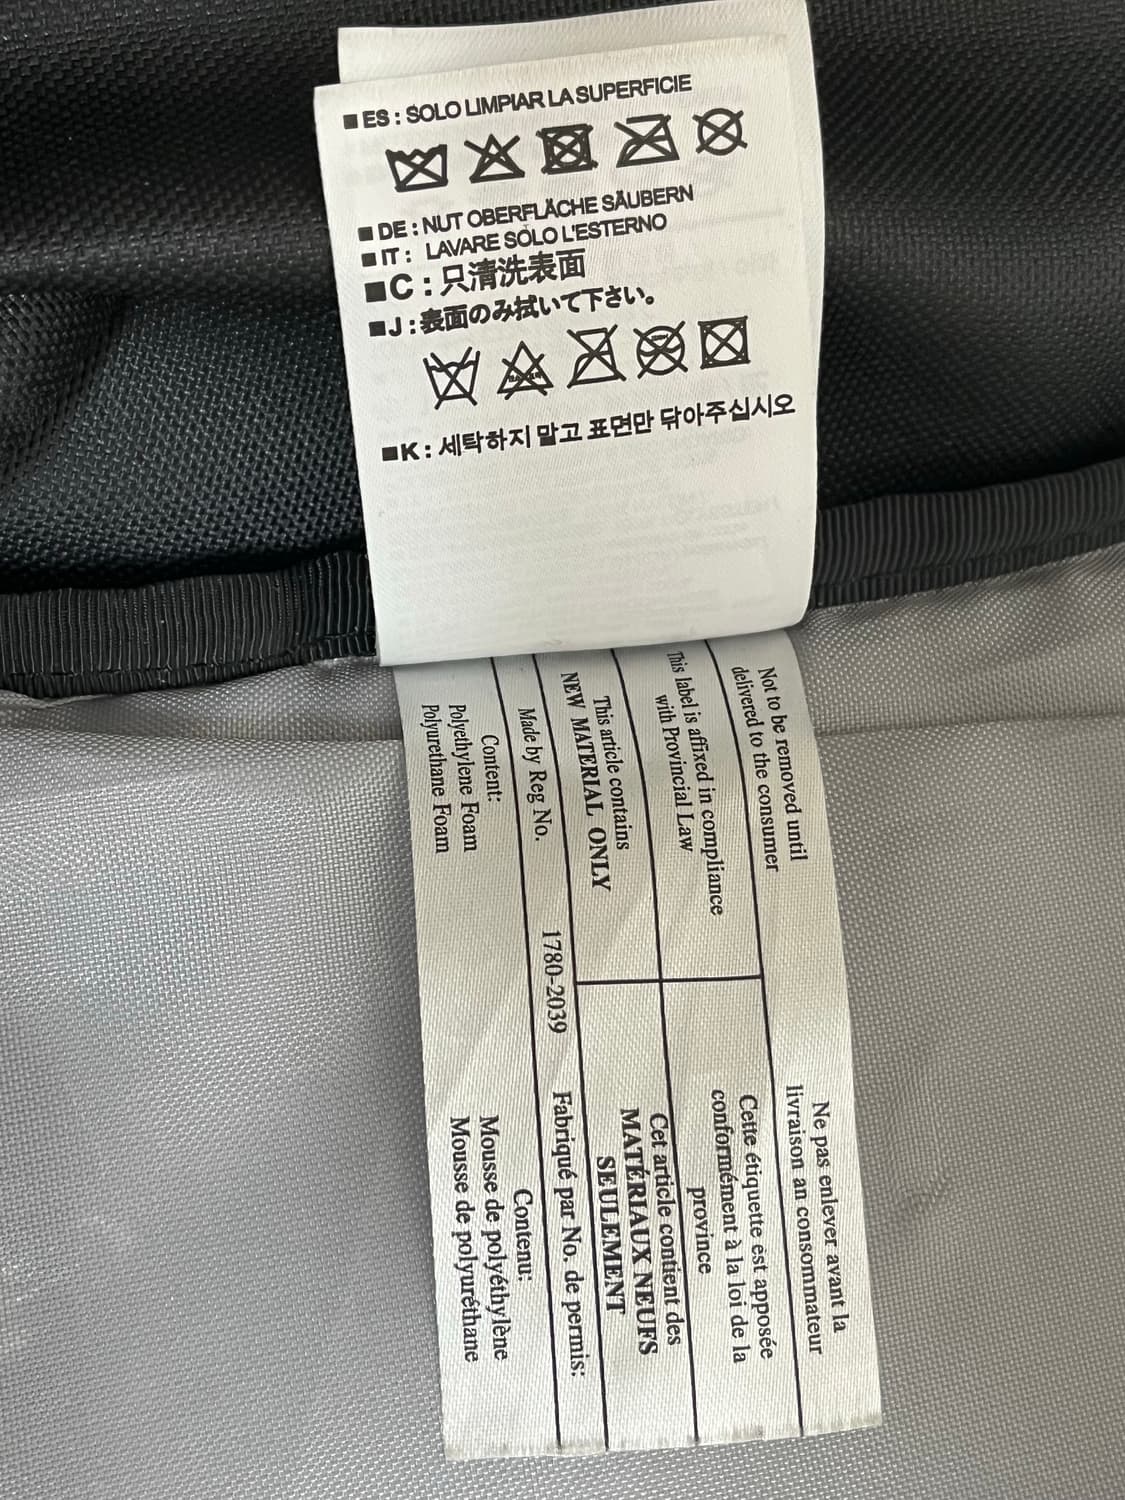 ■ ES : SOLO LIMPIAR LA SUPERFICIE
■ DE : NUT OBERFLÄCHE SÄUBERN
■ IT : LAVARE SOLO L'ESTERNO
■C : 只清洗表面
■J : 表面のみ拭いて下さい。
■K : 세탁하지 말고 표면만 닦아주십시오
Not to be removed until
delivered to the consumer
Ne pas enlever avant la
livraison an consommateur
This label is affixed in compliance
with Provincial Law
Cette étiquette est apposée
conformément à la loi de la
province
This article contains
NEW MATERIAL ONLY
Cet article contient des
MATÉRIAUX NEUFS
SEULEMENT
Made by Reg No. 1780-2039 Fabriqué par No. de permis:
Content:
Polyethylene Foam
Polyurethane Foam
Contenu:
Mousse de polyéthylène
Mousse de polyuréthane